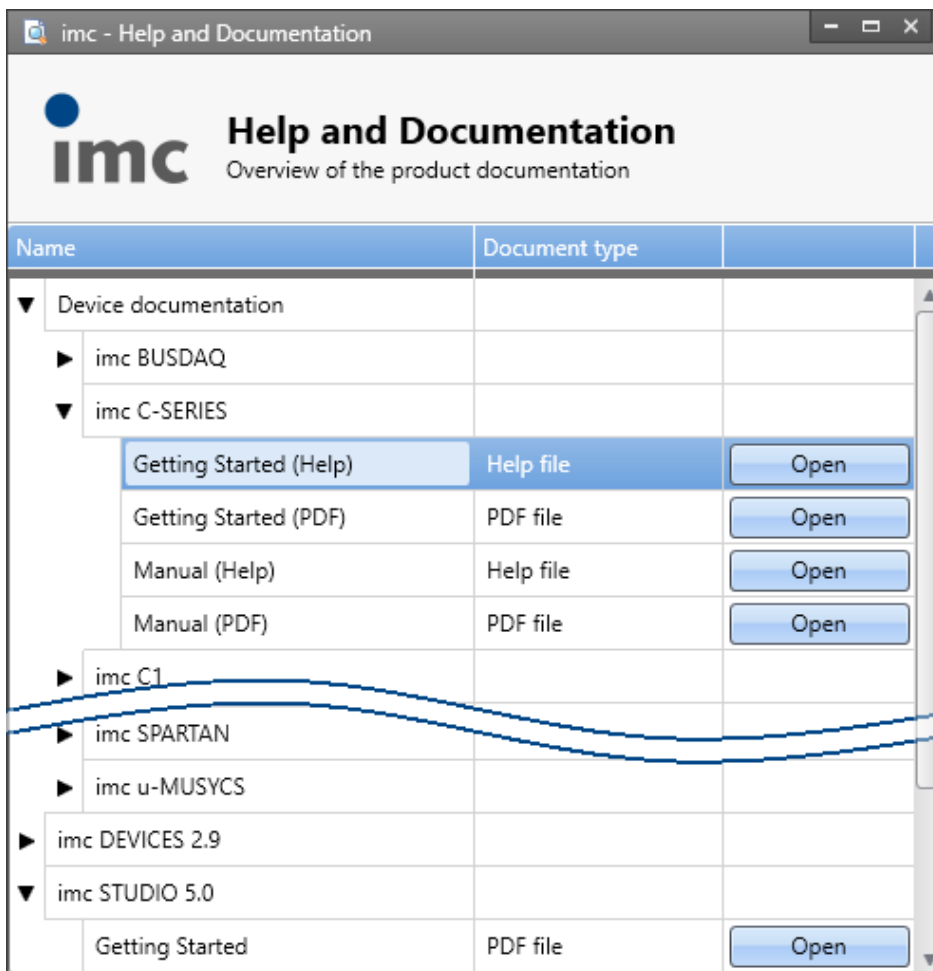 imc - Help and Documentation
imc
Help and Documentation
Overview of the product documentation
Name Document type
Device documentation
imc BUSDAQ
imc C-SERIES
Getting Started (Help) Help file Open
Getting Started (PDF) PDF file Open
Manual (Help) Help file Open
Manual (PDF) PDF file Open
imc C1
imc SPARTAN
imc u-MUSYCS
imc DEVICES 2.9
imc STUDIO 5.0
Getting Started PDF file Open